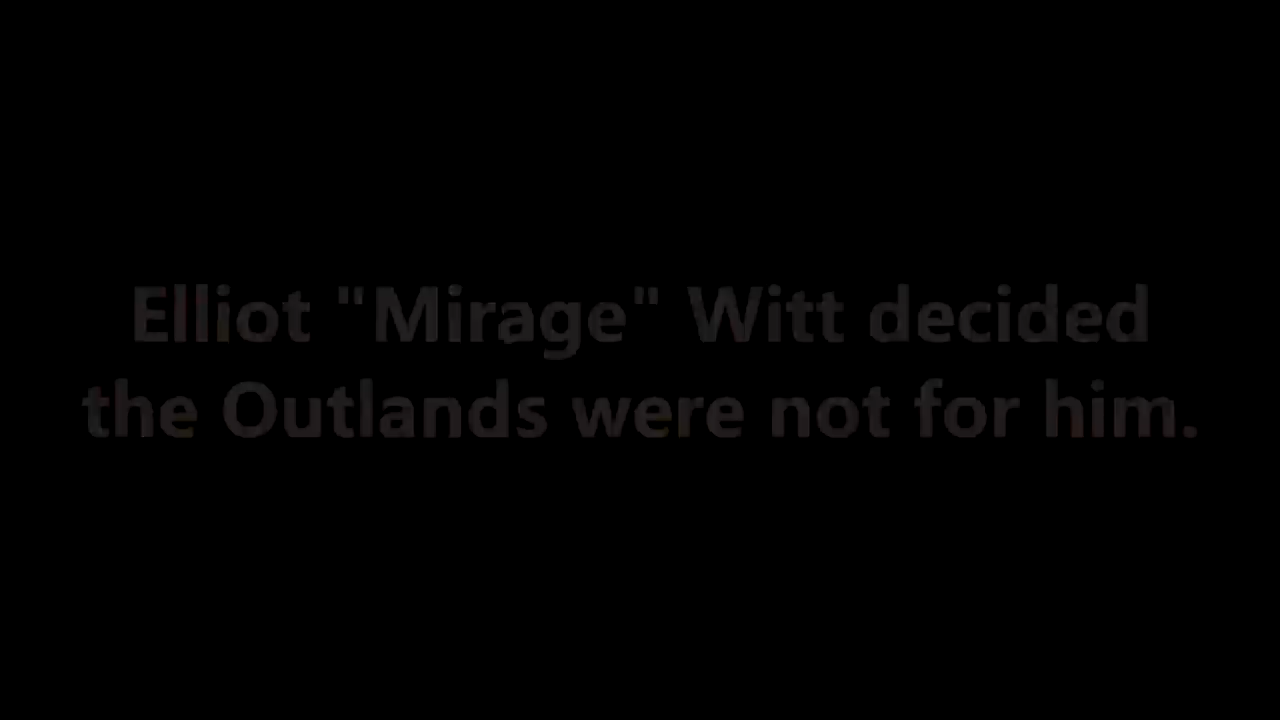 Elliot "Mirage" Witt decided
the Outlands were not for him.